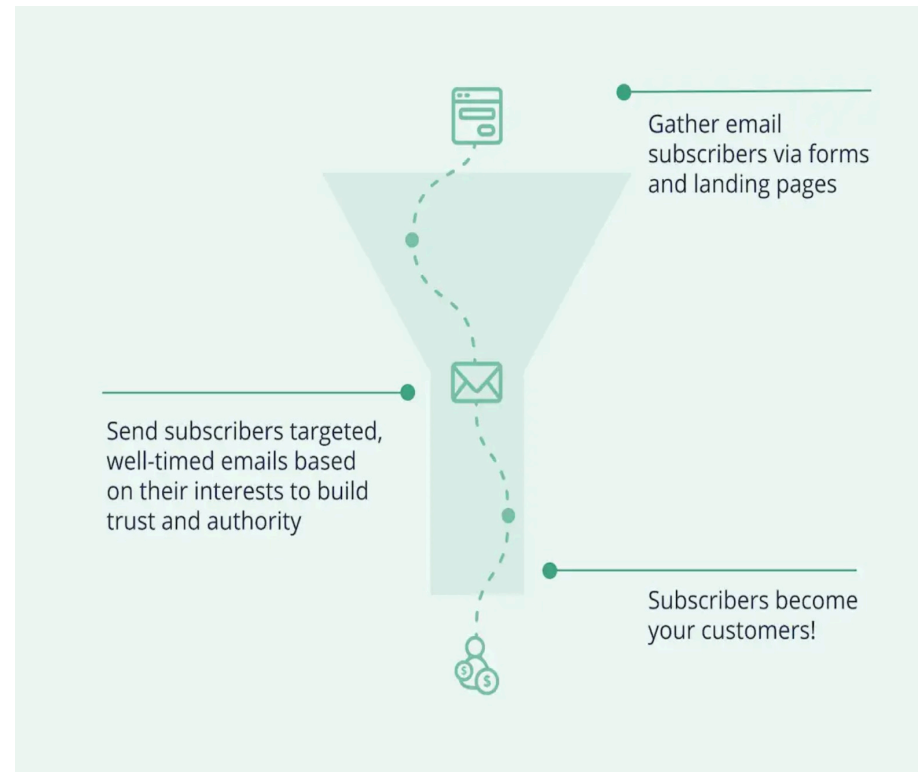 Gather email
subscribers via forms
and landing pages
Send subscribers targeted,
well-timed emails based
on their interests to build
trust and authority
Subscribers become
your customers!
$
$